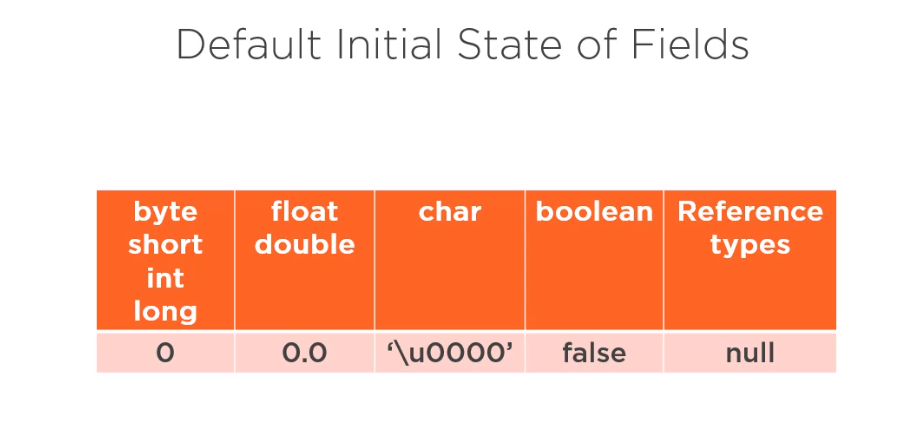 Default Initial State of Fields
byte
short
int
long
float
double
char
boolean
Reference
types
0
0.0
‘\u0000’
false
null